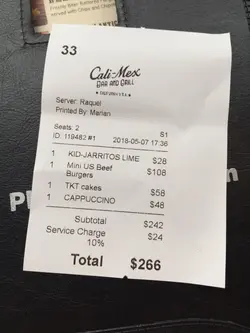 33
Cali-Mex
BAR AND GRILL
Server: Raquel
Printed By: Marian
Seats: 2 S1
ID: 119482 #1 2018-05-07 17:36
1 KID-JARRITOS LIME $28
1 Mini US Beef $108
Burgers
1 TKT cakes $58
1 CAPPUCCINO $48
Subtotal $242
Service Charge $24
10%
Total $266